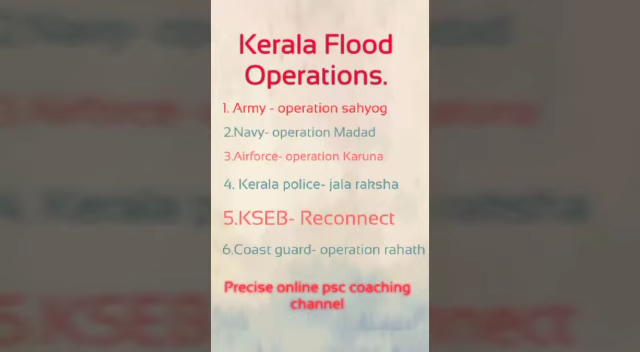 Kerala Flood
Operations.
1. Army - operation sahyog
2.Navy- operation Madad
3.Airforce- operation Karuna
4. Kerala police- jala raksha
5.KSEB- Reconnect
6.Coast guard- operation rahath
Precise online psc coaching
channel